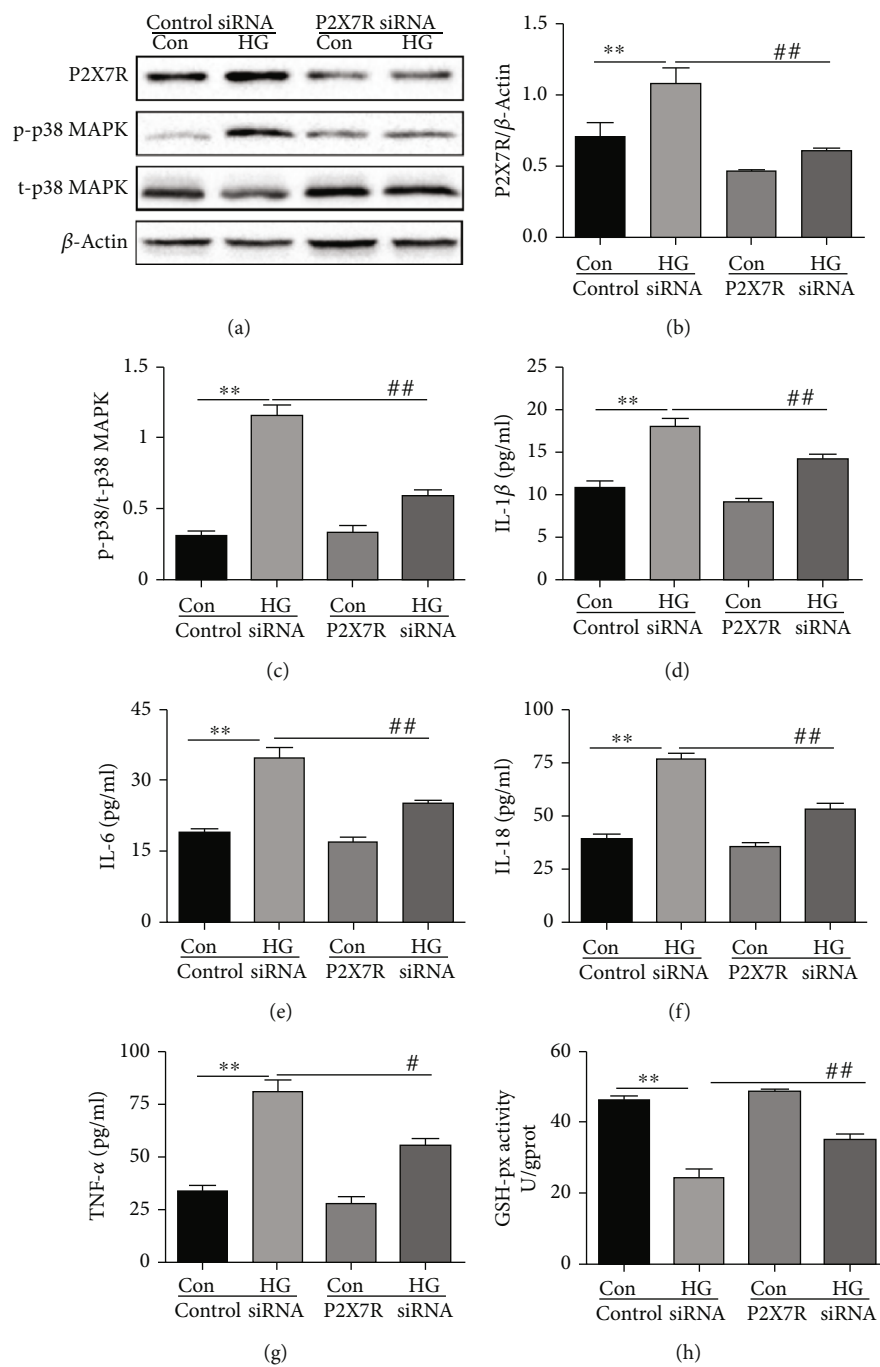 Control siRNA P2X7R siRNA
Con HG Con HG
P2X7R
p-p38 MAPK
t-p38 MAPK
β-Actin
(a)
P2X7R/β-Actin
1.5
1.0
0.5
0.0
** ##
Con HG Con HG
Control siRNA P2X7R siRNA
(b)
p-p38/t-p38 MAPK
1.5
1
0.5
0
** ##
Con HG Con HG
Control siRNA P2X7R siRNA
(c)
IL-1β (pg/ml)
25
20
15
10
5
0
** ##
Con HG Con HG
Control siRNA P2X7R siRNA
(d)
IL-6 (pg/ml)
45
30
15
0
** ##
Con HG Con HG
Control siRNA P2X7R siRNA
(e)
IL-18 (pg/ml)
100
75
50
25
0
** ##
Con HG Con HG
Control siRNA P2X7R siRNA
(f)
TNF-α (pg/ml)
100
75
50
25
0
** #
Con HG Con HG
Control siRNA P2X7R siRNA
(g)
GSH-px activity
U/gprot
60
40
20
0
** ##
Con HG Con HG
Control siRNA P2X7R siRNA
(h)